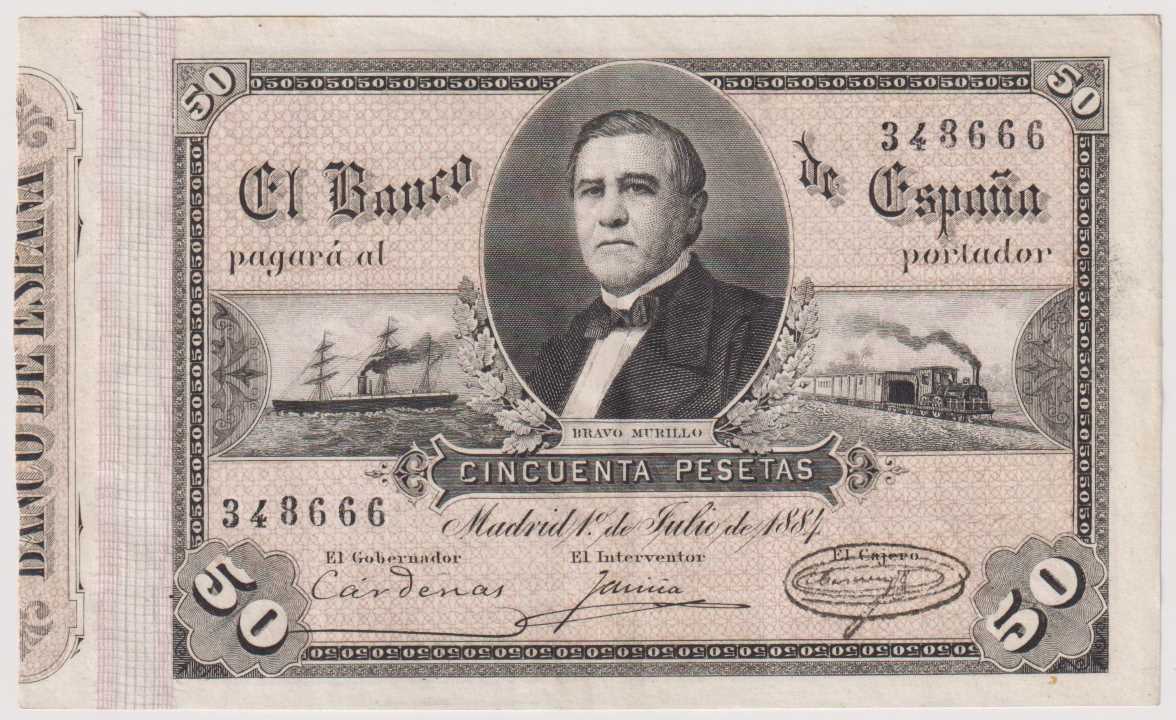 50
50
348666
El Banco de España
pagará al portador
BRAVO MURILLO
CINCUENTA PESETAS
348666
Madrid 1.º de Julio de 1884
El Gobernador El Interventor El Cajero
Cárdenas
50
50
BANCO DE ESPAÑA